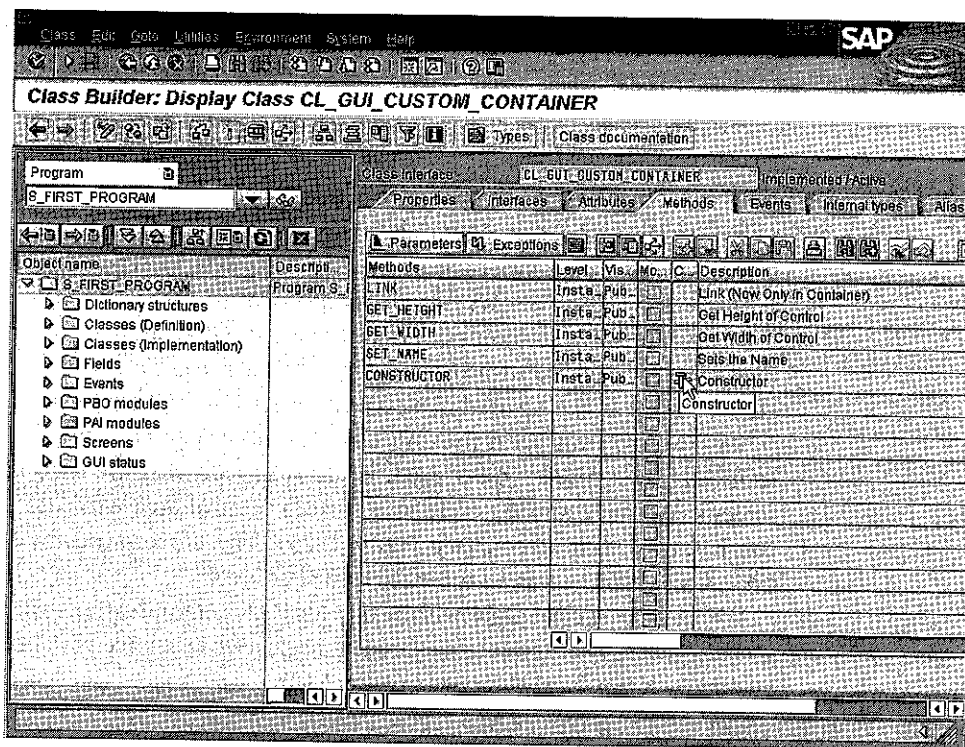 Class Edit Goto Utilities Environment System Help
SAP
Class Builder: Display Class CL_GUI_CUSTOM_CONTAINER
Types Class documentation
Program
S_FIRST_PROGRAM
Object name Descripti...
S_FIRST_PROGRAM Program S_
Dictionary structures
Classes (Definition)
Classes (Implementation)
Fields
Events
PBO modules
PAI modules
Screens
GUI status
Class interface CL_GUI_CUSTOM_CONTAINER Implemented / Active
Properties Interfaces Attributes Methods Events Internal types Alias
Parameters Exceptions
Methods Level Vis... Mo... C... Description
LINK Insta... Pub... Link (Now Only in Container)
GET_HEIGHT Insta... Pub... Get Height of Control
GET_WIDTH Insta... Pub... Get Width of Control
SET_NAME Insta... Pub... Sets the Name
CONSTRUCTOR Insta... Pub... Constructor
Constructor